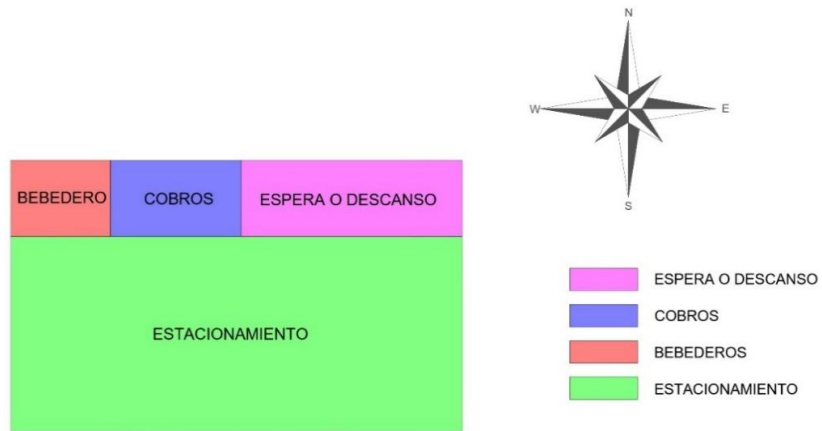 N
W
E
S
BEBEDERO
COBROS
ESPERA O DESCANSO
ESTACIONAMIENTO
ESPERA O DESCANSO
COBROS
BEBEDEROS
ESTACIONAMIENTO